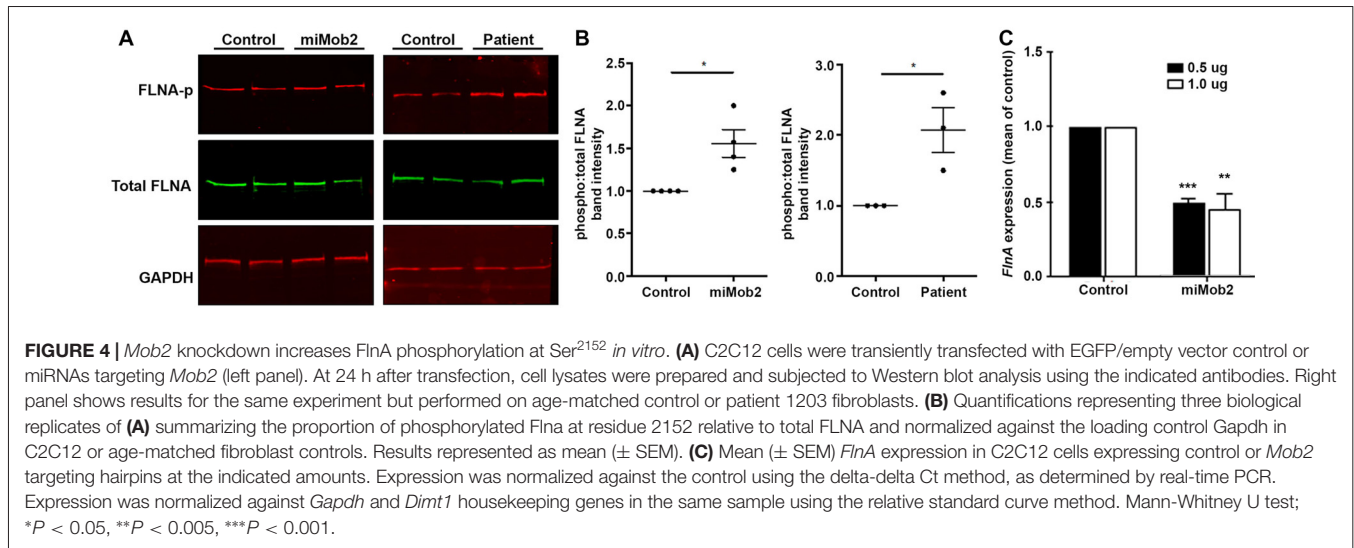 A
Control miMob2 Control Patient
FLNA-p
Total FLNA
GAPDH
B
*
2.5
2.0
1.5
1.0
0.5
0.0
phospho:total FLNA
band intensity
Control miMob2
*
3.0
2.0
1.0
0.0
phospho:total FLNA
band intensity
Control Patient
C
1.5
1.0
0.5
0.0
FlnA expression (mean of control)
0.5 ug
1.0 ug
*** **
Control miMob2
FIGURE 4 | Mob2 knockdown increases FlnA phosphorylation at Ser2152 in vitro. (A) C2C12 cells were transiently transfected with EGFP/empty vector control or
miRNAs targeting Mob2 (left panel). At 24 h after transfection, cell lysates were prepared and subjected to Western blot analysis using the indicated antibodies. Right
panel shows results for the same experiment but performed on age-matched control or patient 1203 fibroblasts. (B) Quantifications representing three biological
replicates of (A) summarizing the proportion of phosphorylated Flna at residue 2152 relative to total FLNA and normalized against the loading control Gapdh in
C2C12 or age-matched fibroblast controls. Results represented as mean (± SEM). (C) Mean (± SEM) FlnA expression in C2C12 cells expressing control or Mob2
targeting hairpins at the indicated amounts. Expression was normalized against the control using the delta-delta Ct method, as determined by real-time PCR.
Expression was normalized against Gapdh and Dimt1 housekeeping genes in the same sample using the relative standard curve method. Mann-Whitney U test;
*P < 0.05, **P < 0.005, ***P < 0.001.